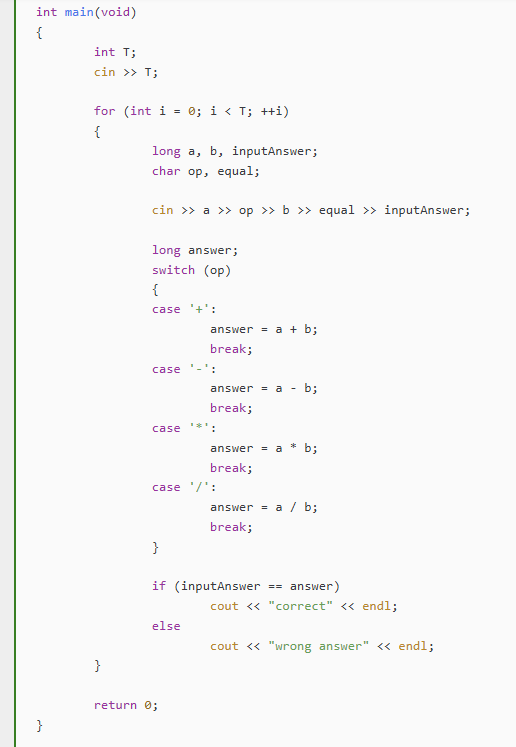 int main(void)
{
int T;
cin >> T;
for (int i = 0; i < T; ++i)
{
long a, b, inputAnswer;
char op, equal;
cin >> a >> op >> b >> equal >> inputAnswer;
long answer;
switch (op)
{
case '+':
answer = a + b;
break;
case '-':
answer = a - b;
break;
case '*':
answer = a * b;
break;
case '/':
answer = a / b;
break;
}
if (inputAnswer == answer)
cout << "correct" << endl;
else
cout << "wrong answer" << endl;
}
return 0;
}